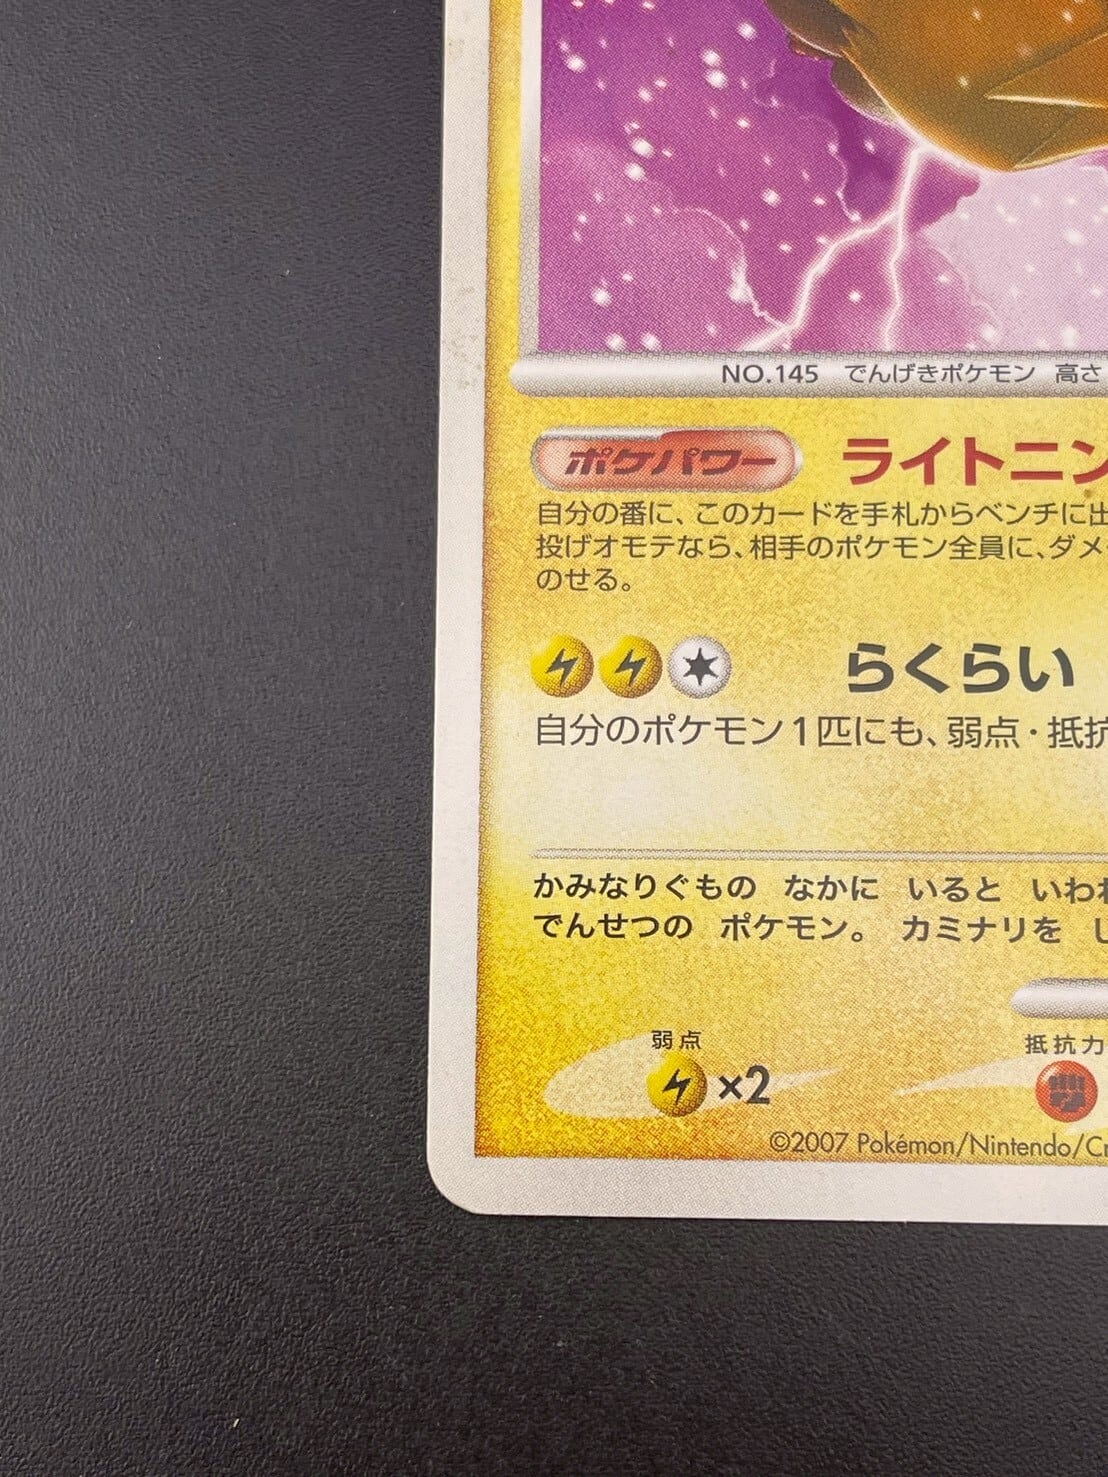 NO.145 でんげきポケモン 高さ
ポケパワー ライトニン
自分の番に、このカードを手札からベンチに出
投げオモテなら、相手のポケモン全員に、ダメ
のせる。
らくらい
自分のポケモン1匹にも、弱点・抵抗
かみなりぐもの なかに いると いわ
でんせつの ポケモン。 カミナリを し
弱点 抵抗力
×2
©2007 Pokémon/Nintendo/Cr